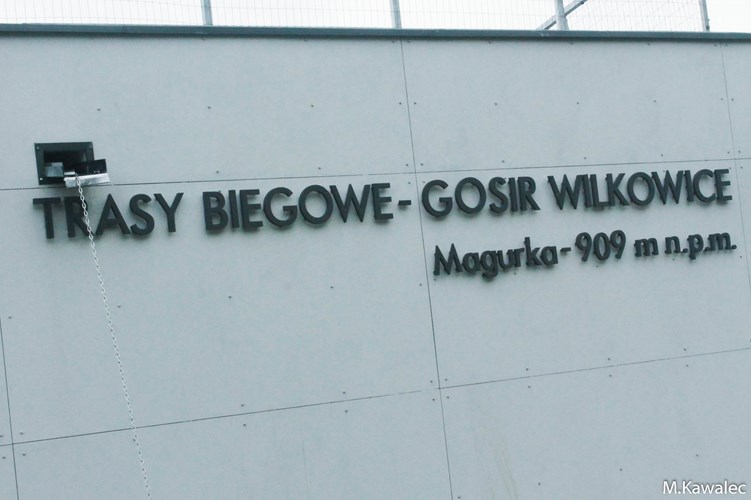 TRASY BIEGOWE - GOSIR WILKOWICE
Magurka - 909 m n.p.m.
M.Kawalec